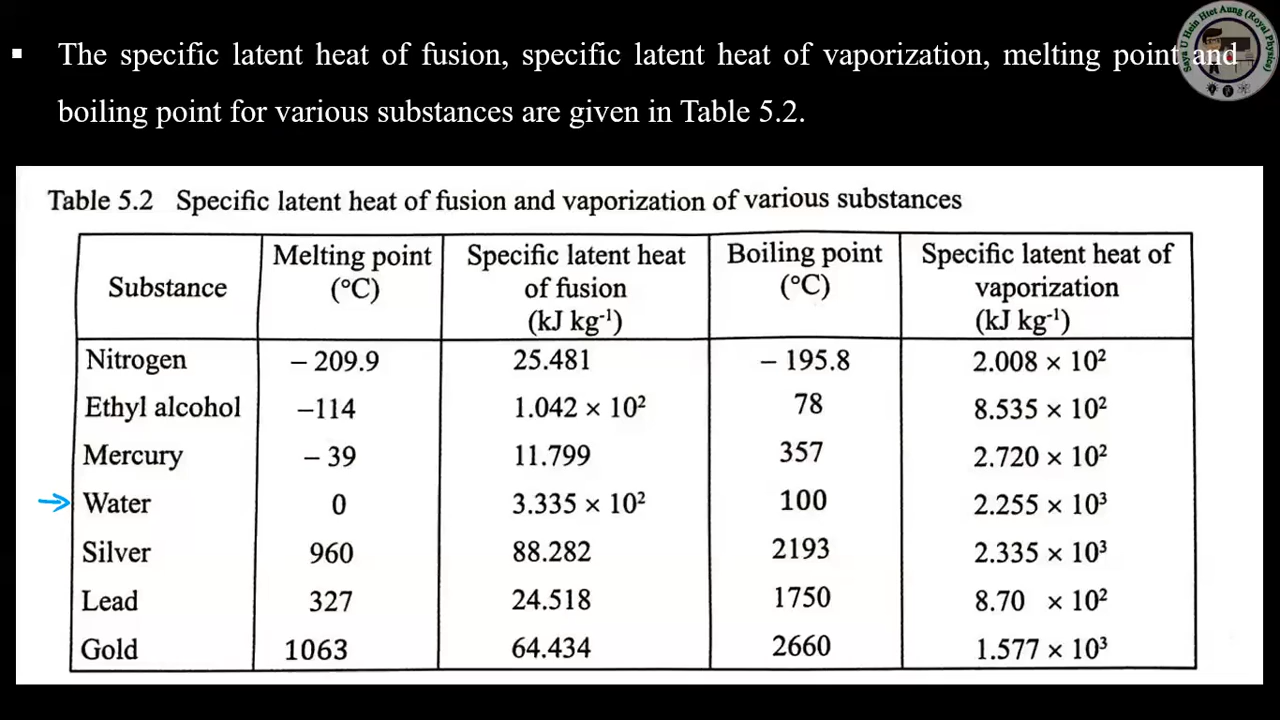 ▪ The specific latent heat of fusion, specific latent heat of vaporization, melting point and
boiling point for various substances are given in Table 5.2.
Saya U Hein Htet Aung (Royal Physics)
Table 5.2 Specific latent heat of fusion and vaporization of various substances
Substance | Melting point (°C) | Specific latent heat of fusion (kJ kg⁻¹) | Boiling point (°C) | Specific latent heat of vaporization (kJ kg⁻¹)
Nitrogen | – 209.9 | 25.481 | – 195.8 | 2.008 × 10²
Ethyl alcohol | –114 | 1.042 × 10² | 78 | 8.535 × 10²
Mercury | – 39 | 11.799 | 357 | 2.720 × 10²
Water | 0 | 3.335 × 10² | 100 | 2.255 × 10³
Silver | 960 | 88.282 | 2193 | 2.335 × 10³
Lead | 327 | 24.518 | 1750 | 8.70 × 10²
Gold | 1063 | 64.434 | 2660 | 1.577 × 10³